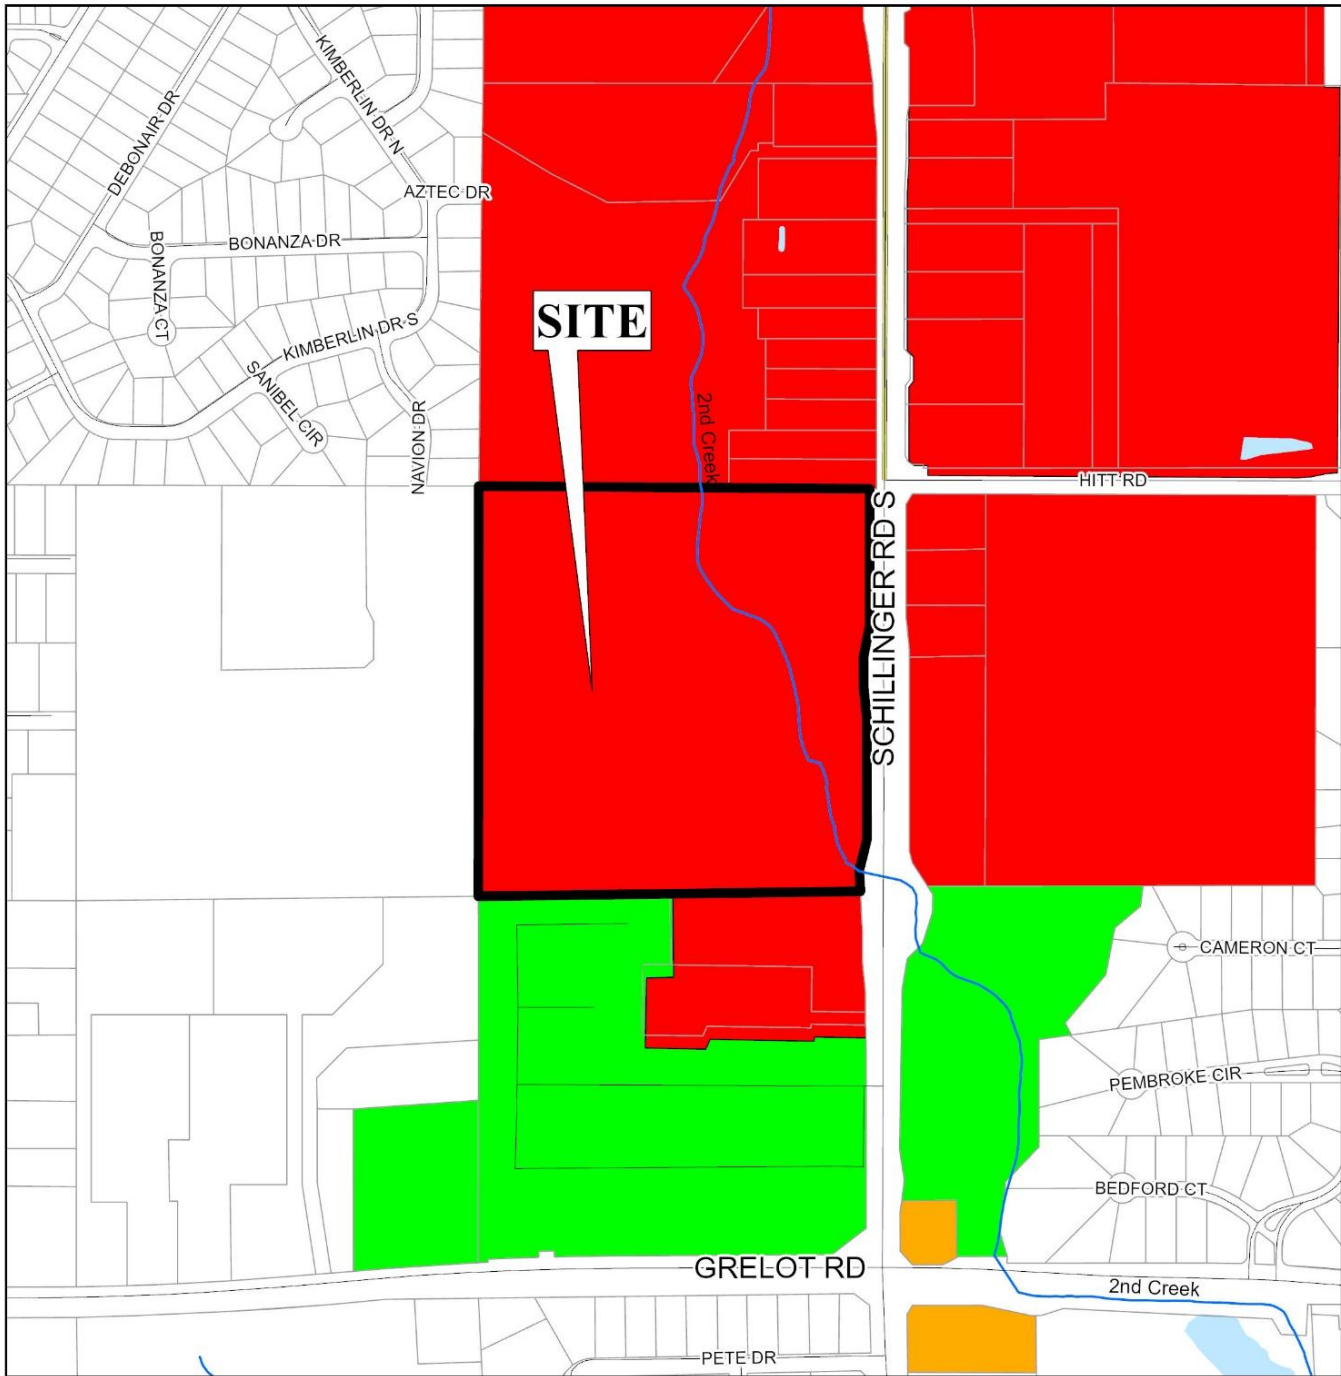 KIMBERLIN DR N
DEBONAIR DR
AZTEC DR
BONANZA DR
BONANZA CT
SITE
KIMBERLIN DR S
SANIBEL CIR
NAVION DR
2nd Creek
HITT RD
SCHILLINGER RD S
CAMERON CT
PEMBROKE CIR
BEDFORD CT
GRELOT RD
2nd Creek
PETE DR